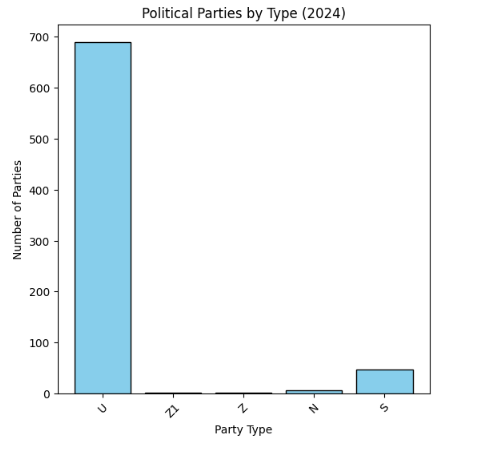 Political Parties by Type (2024)
Number of Parties
700
600
500
400
300
200
100
0
U
Z1
Z
N
S
Party Type